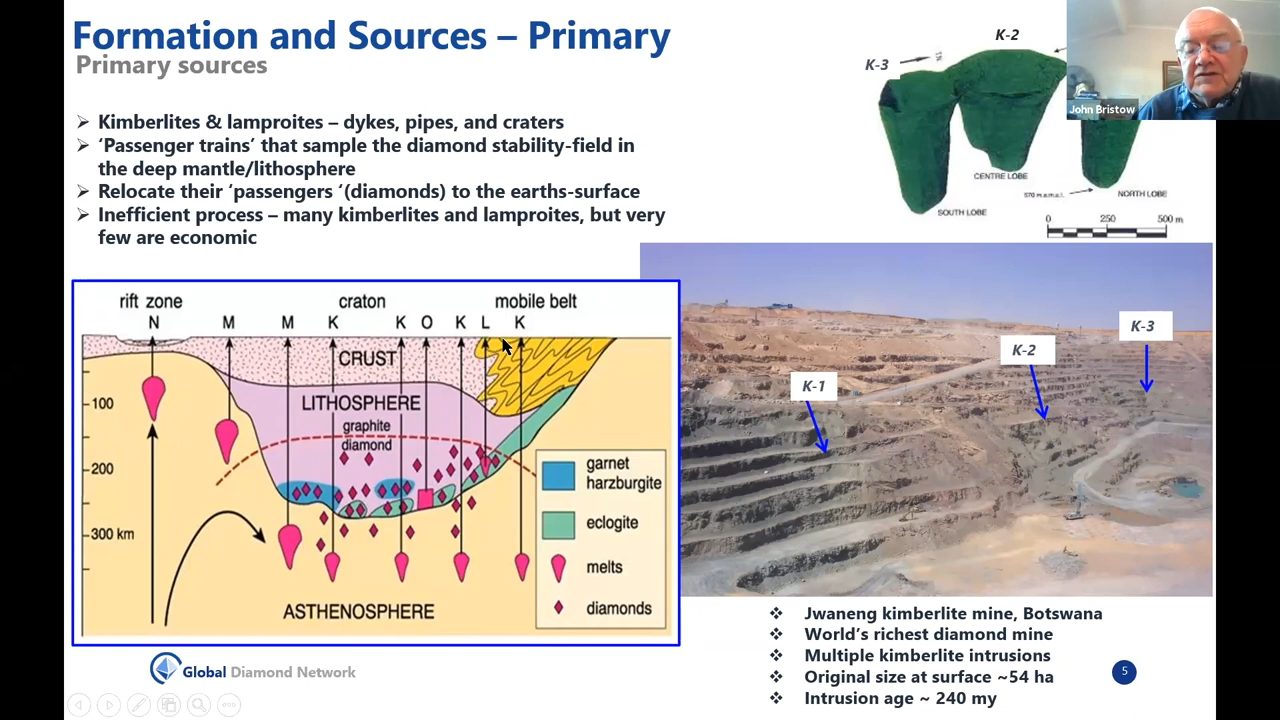 Formation and Sources – Primary
Primary sources
➢ Kimberlites & lamproites – dykes, pipes, and craters
➢ ‘Passenger trains’ that sample the diamond stability-field in
the deep mantle/lithosphere
➢ Relocate their ‘passengers ‘(diamonds) to the earths-surface
➢ Inefficient process – many kimberlites and lamproites, but very
few are economic
K-2
K-3
John Bristow
CENTRE LOBE
570 m.a.m.s.l.
NORTH LOBE
SOUTH LOBE
0 250 500 m
rift zone craton mobile belt
N M M K K O K L K
CRUST
100
LITHOSPHERE
graphite
diamond
200
300 km
ASTHENOSPHERE
garnet
harzburgite
eclogite
melts
diamonds
K-3
K-2
K-1
❖ Jwaneng kimberlite mine, Botswana
❖ World’s richest diamond mine
❖ Multiple kimberlite intrusions
❖ Original size at surface ~54 ha
❖ Intrusion age ~ 240 my
Global Diamond Network
5